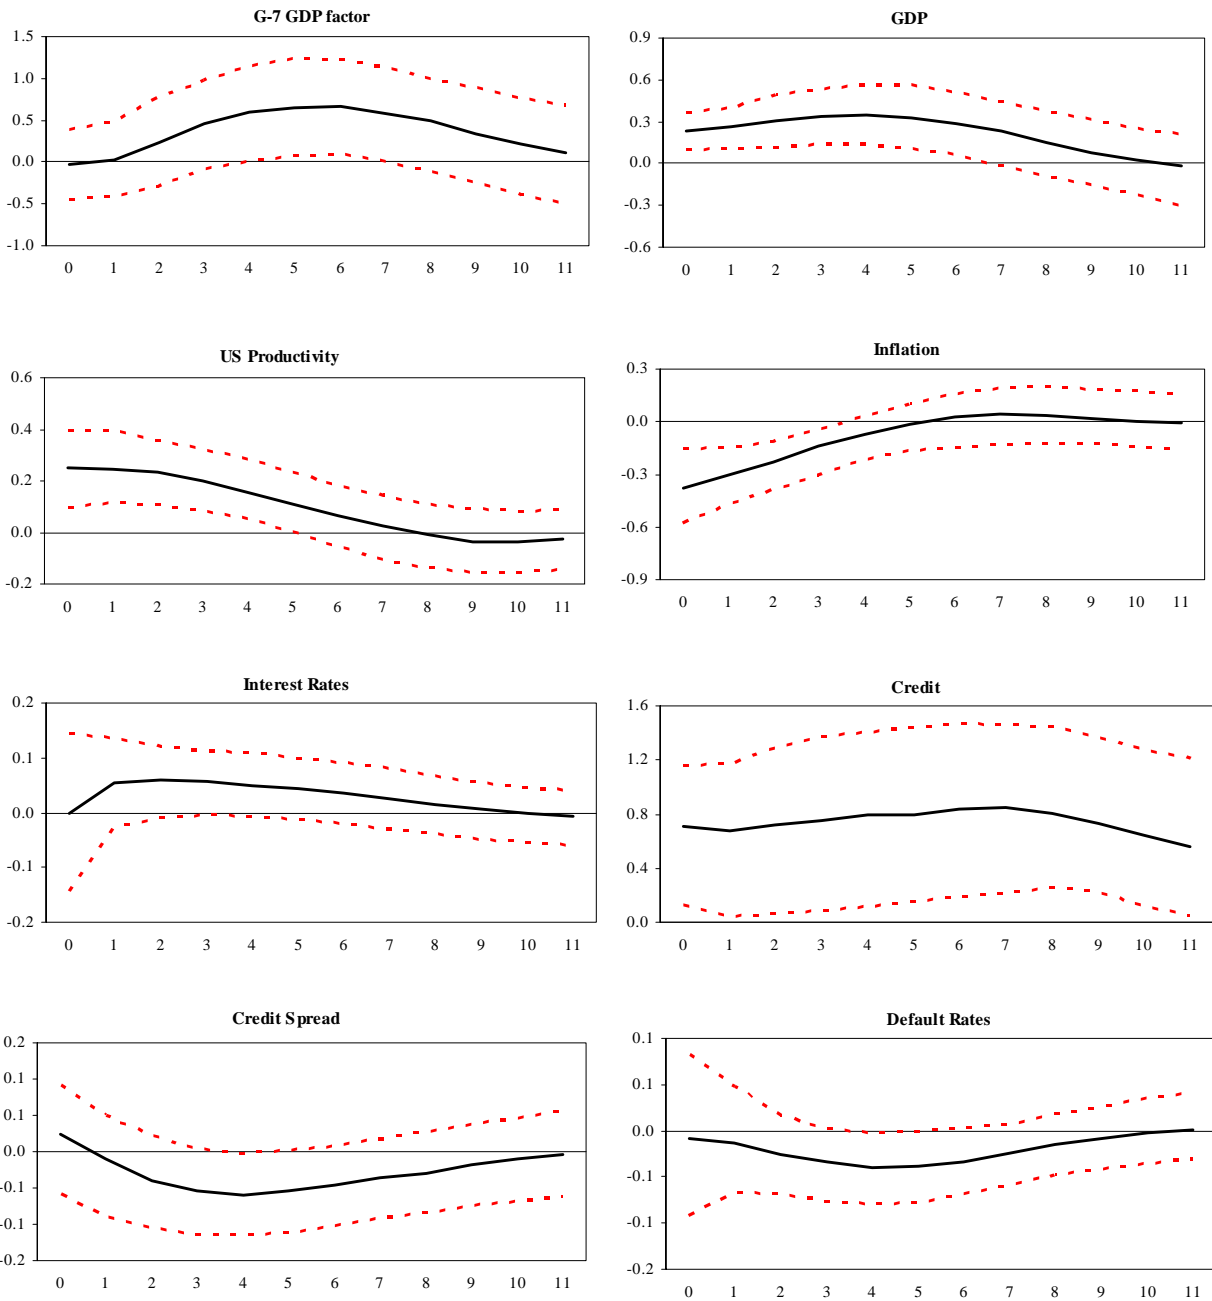 G-7 GDP factor
1.5
1.0
0.5
0.0
-0.5
-1.0
0 1 2 3 4 5 6 7 8 9 10 11
GDP
0.9
0.6
0.3
0.0
-0.3
-0.6
0 1 2 3 4 5 6 7 8 9 10 11
US Productivity
0.6
0.4
0.2
0.0
-0.2
0 1 2 3 4 5 6 7 8 9 10 11
Inflation
0.3
0.0
-0.3
-0.6
-0.9
0 1 2 3 4 5 6 7 8 9 10 11
Interest Rates
0.2
0.1
0.0
-0.1
-0.2
0 1 2 3 4 5 6 7 8 9 10 11
Credit
1.6
1.2
0.8
0.4
0.0
0 1 2 3 4 5 6 7 8 9 10 11
Credit Spread
0.2
0.1
0.1
0.0
-0.1
-0.1
-0.2
0 1 2 3 4 5 6 7 8 9 10 11
Default Rates
0.1
0.1
0.0
-0.1
-0.1
-0.2
0 1 2 3 4 5 6 7 8 9 10 11